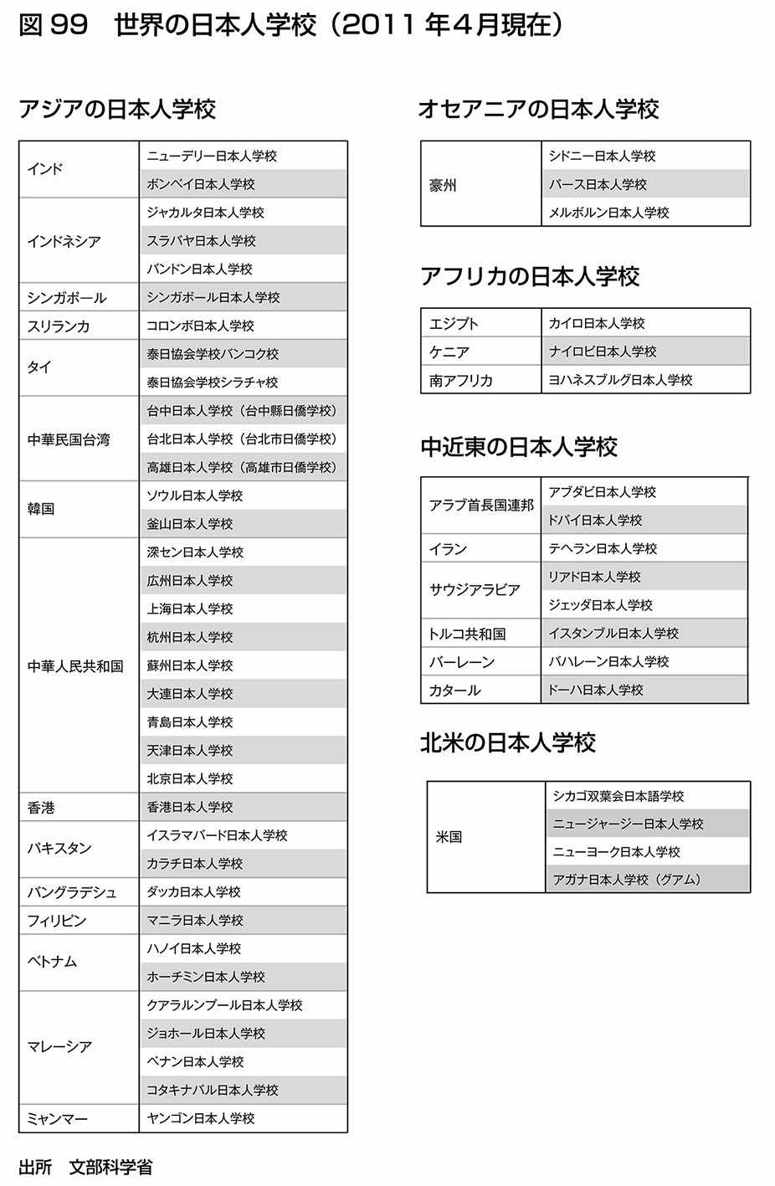 図 99　世界の日本人学校（2011 年４月現在）
アジアの日本人学校
インド
ニューデリー日本人学校
ボンベイ日本人学校
インドネシア
ジャカルタ日本人学校
スラバヤ日本人学校
バンドン日本人学校
シンガポール
シンガポール日本人学校
スリランカ
コロンボ日本人学校
タイ
泰日協会学校バンコク校
泰日協会学校シラチャ校
中華民国台湾
台中日本人学校（台中縣日僑学校）
台北日本人学校（台北市日僑学校）
高雄日本人学校（高雄市日僑学校）
韓国
ソウル日本人学校
釜山日本人学校
中華人民共和国
深セン日本人学校
広州日本人学校
上海日本人学校
杭州日本人学校
蘇州日本人学校
大連日本人学校
青島日本人学校
天津日本人学校
北京日本人学校
香港
香港日本人学校
パキスタン
イスラマバード日本人学校
カラチ日本人学校
バングラデシュ
ダッカ日本人学校
フィリピン
マニラ日本人学校
ベトナム
ハノイ日本人学校
ホーチミン日本人学校
マレーシア
クアラルンプール日本人学校
ジョホール日本人学校
ペナン日本人学校
コタキナバル日本人学校
ミャンマー
ヤンゴン日本人学校
出所　文部科学省
オセアニアの日本人学校
豪州
シドニー日本人学校
パース日本人学校
メルボルン日本人学校
アフリカの日本人学校
エジプト
カイロ日本人学校
ケニア
ナイロビ日本人学校
南アフリカ
ヨハネスブルグ日本人学校
中近東の日本人学校
アラブ首長国連邦
アブダビ日本人学校
ドバイ日本人学校
イラン
テヘラン日本人学校
サウジアラビア
リアド日本人学校
ジェッダ日本人学校
トルコ共和国
イスタンブル日本人学校
バーレーン
バハレーン日本人学校
カタール
ドーハ日本人学校
北米の日本人学校
米国
シカゴ双葉会日本語学校
ニュージャージー日本人学校
ニューヨーク日本人学校
アガナ日本人学校（グアム）